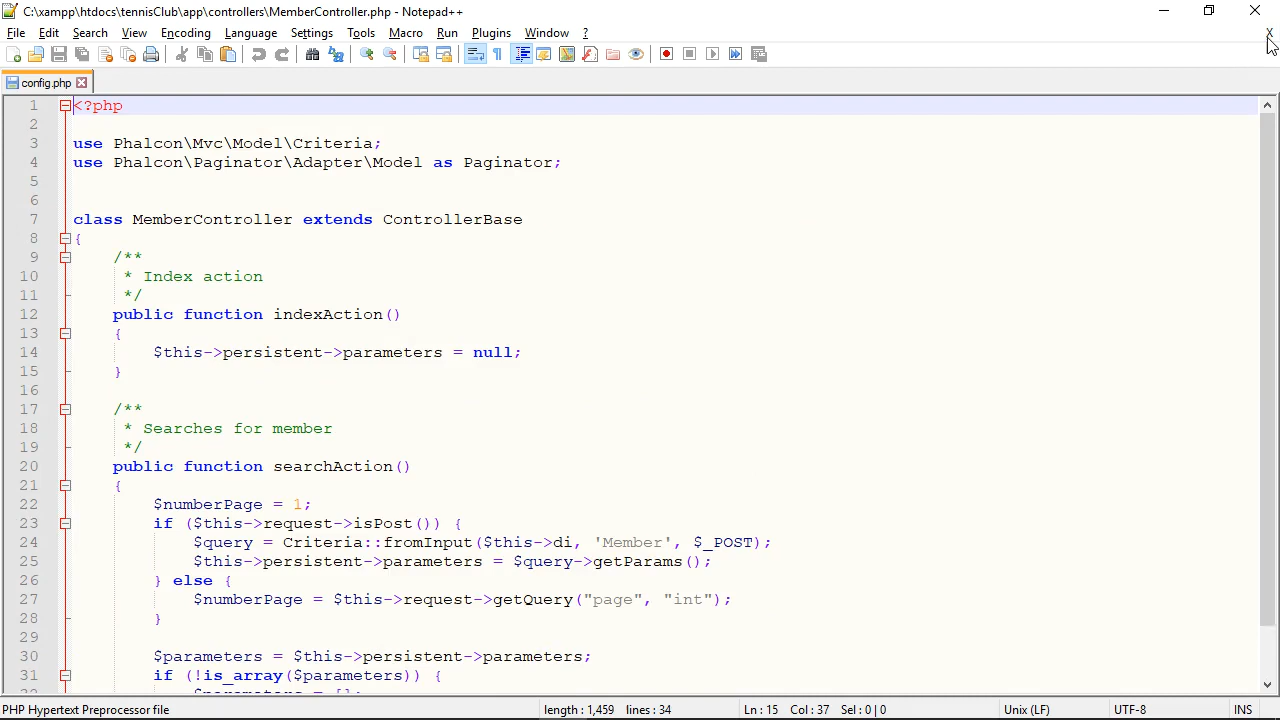 C:\xampp\htdocs\tennisClub\app\controllers\MemberController.php - Notepad++
File Edit Search View Encoding Language Settings Tools Macro Run Plugins Window ? X
config.php
1 <?php
2
3 use Phalcon\Mvc\Model\Criteria;
4 use Phalcon\Paginator\Adapter\Model as Paginator;
5
6
7 class MemberController extends ControllerBase
8 {
9 /**
10 * Index action
11 */
12 public function indexAction()
13 {
14 $this->persistent->parameters = null;
15 }
16
17 /**
18 * Searches for member
19 */
20 public function searchAction()
21 {
22 $numberPage = 1;
23 if ($this->request->isPost()) {
24 $query = Criteria::fromInput($this->di, 'Member', $_POST);
25 $this->persistent->parameters = $query->getParams();
26 } else {
27 $numberPage = $this->request->getQuery("page", "int");
28 }
29
30 $parameters = $this->persistent->parameters;
31 if (!is_array($parameters)) {
32 $parameters = [];
PHP Hypertext Preprocessor file length : 1,459 lines : 34 Ln : 15 Col : 37 Sel : 0 | 0 Unix (LF) UTF-8 INS